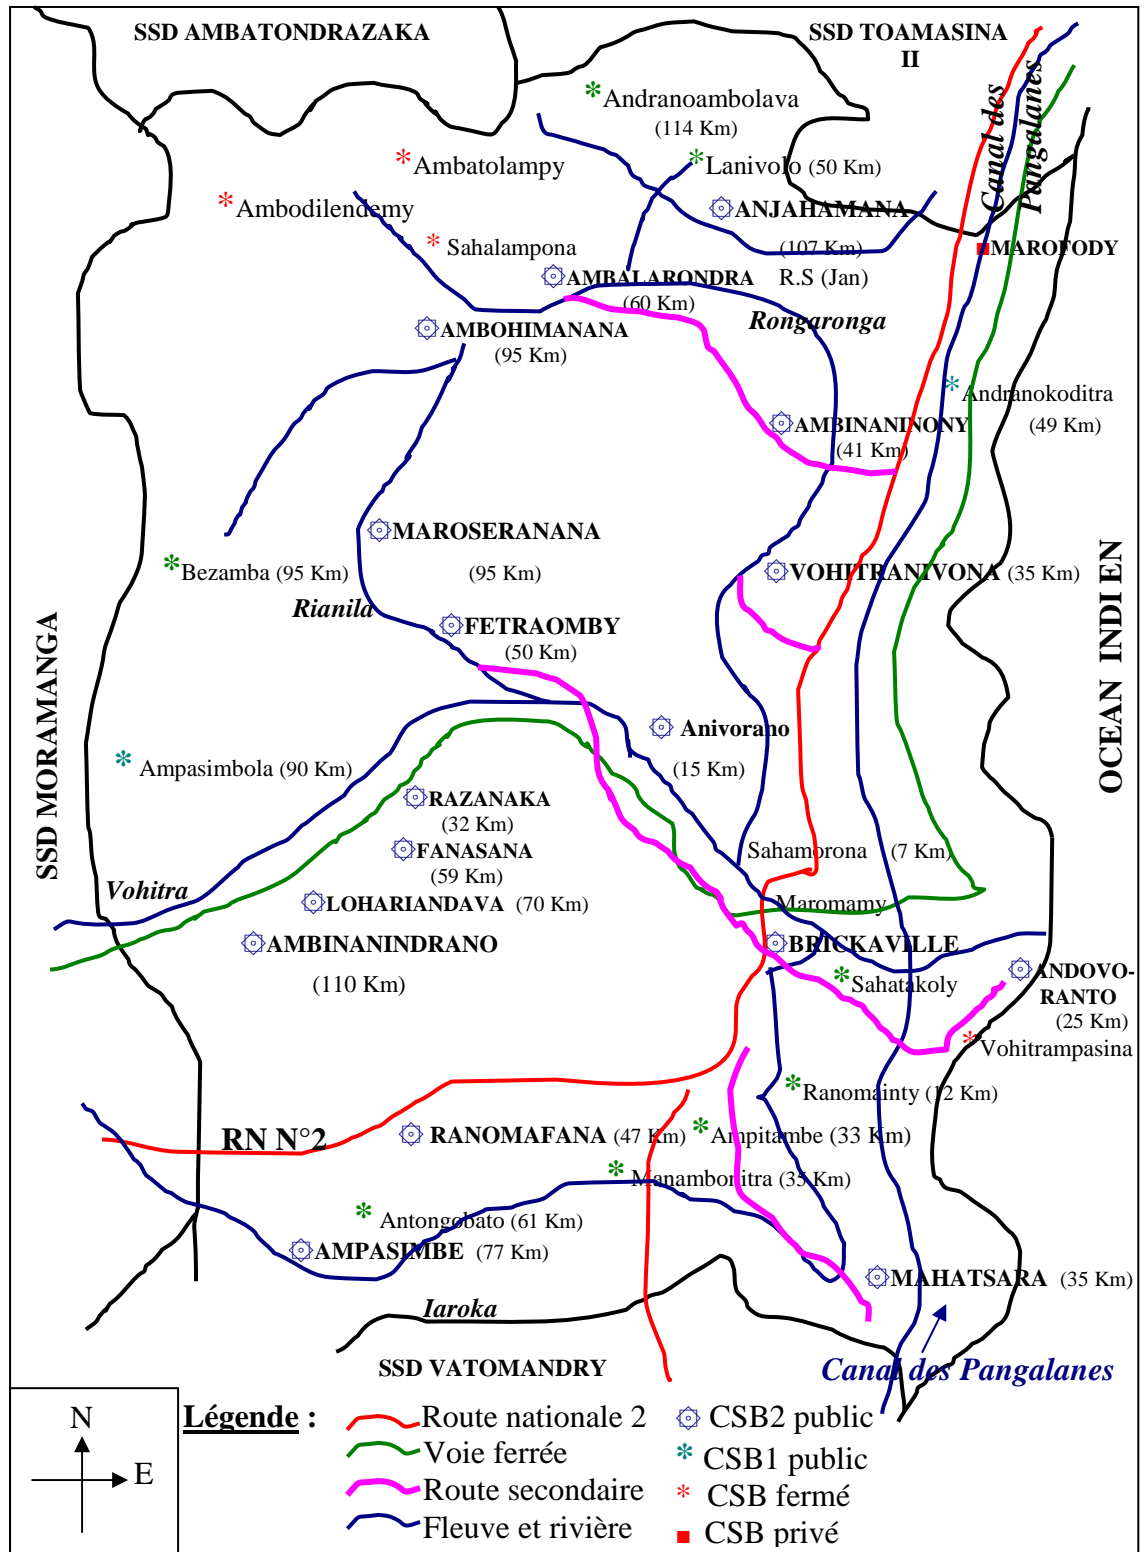 SSD AMBATONDRAZAKA
SSD TOAMASINA
II
Canal des
Pangalanes
Andranoambolava
(114 Km)
Ambatolampy
Lanivolo (50 Km)
Ambodilendemy
ANJAHAMANA
Sahalampona
(107 Km)
MAROFODY
AMBALARONDRA
R.S (Jan)
(60 Km)
Rongaronga
AMBOHIMANANA
(95 Km)
Andranokoditra
(49 Km)
AMBINANINONY
(41 Km)
MAROSERANANA
(95 Km)
Bezamba (95 Km)
VOHITRANIVONA (35 Km)
Rianila
FETRAOMBY
(50 Km)
OCEAN INDI EN
SSD MORAMANGA
Anivorano
(15 Km)
Ampasimbola (90 Km)
RAZANAKA
(32 Km)
FANASANA
(59 Km)
Sahamorona (7 Km)
Vohitra
LOHARIANDAVA (70 Km)
Maromamy
AMBINANINDRANO
(110 Km)
BRICKAVILLE
Sahatakoly
ANDOVO-
RANTO
(25 Km)
Vohitrampasina
Ranomainty (12 Km)
RN N°2
RANOMAFANA (47 Km)
Ampitambe (33 Km)
Manambonitra (35 Km)
Antongobato (61 Km)
AMPASIMBE (77 Km)
MAHATSARA (35 Km)
Iaroka
SSD VATOMANDRY
Canal des Pangalanes
N
E
Légende :
Route nationale 2
Voie ferrée
Route secondaire
Fleuve et rivière
CSB2 public
CSB1 public
CSB fermé
CSB privé